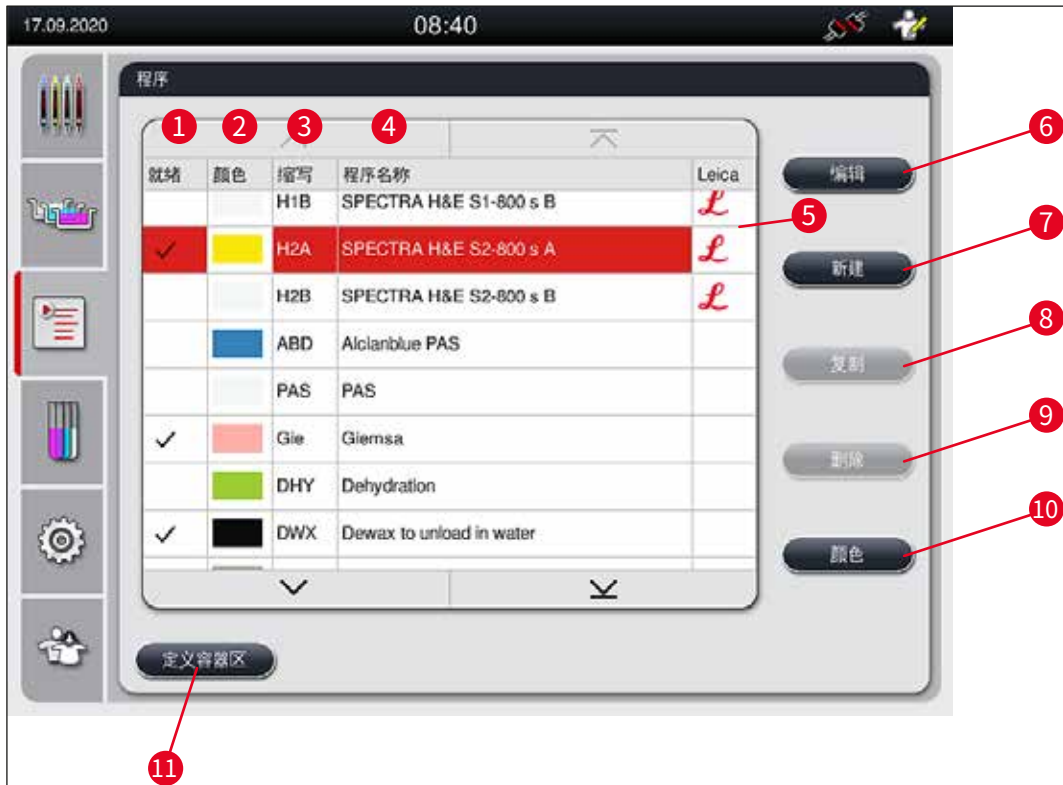 17.09.2020 08:40
程序
1 2 3 4
就绪 颜色 缩写 程序名称 Leica
H1B SPECTRA H&E S1-800 s B
H2A SPECTRA H&E S2-800 s A
H2B SPECTRA H&E S2-800 s B
ABD Alcianblue PAS
PAS PAS
Gie Giemsa
DHY Dehydration
DWX Dewax to unload in water
5
编辑 6
新建 7
复制 8
删除 9
颜色 10
定义容器区
11